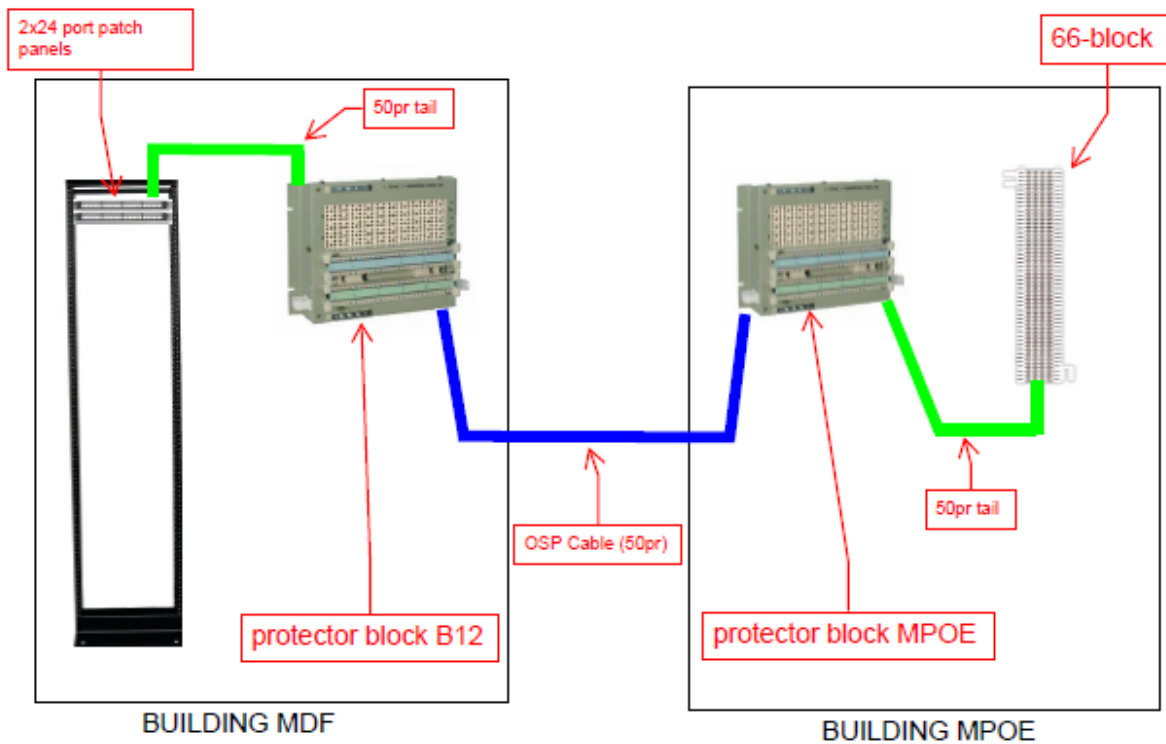 2x24 port patch
panels
66-block
50pr tail
50pr tail
OSP Cable (50pr)
protector block B12
protector block MPOE
BUILDING MDF
BUILDING MPOE